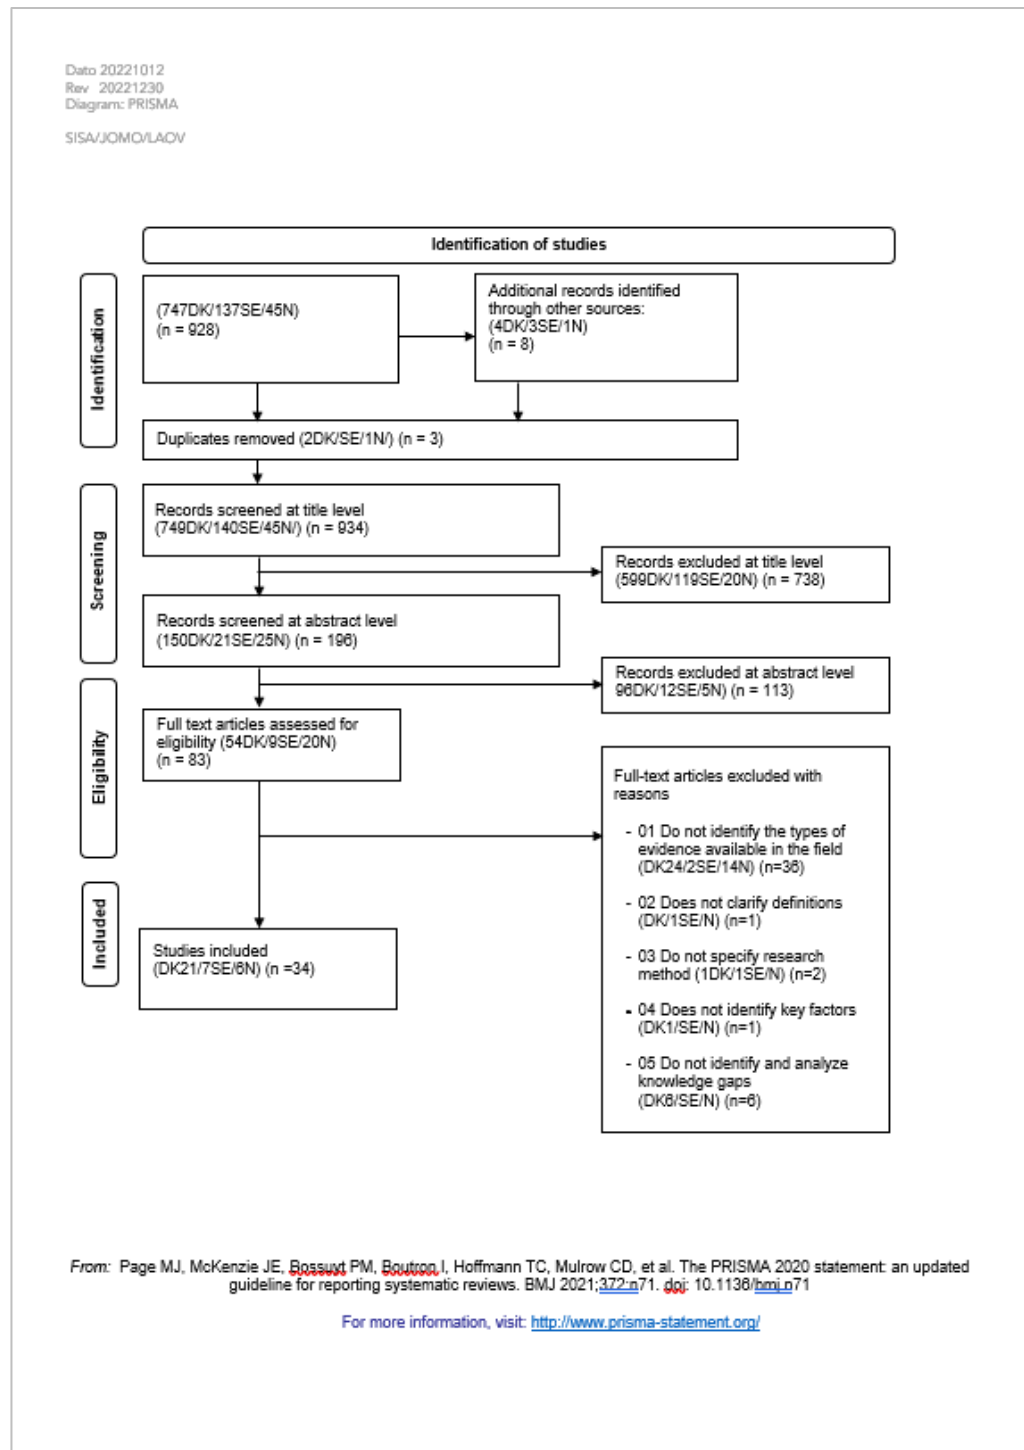 Dato 20221012
Rev 20221230
Diagram: PRISMA
SISA/JOMO/LAOV
Identification of studies
Identification
(747DK/137SE/45N)
(n = 928)
Additional records identified
through other sources:
(4DK/3SE/1N)
(n = 8)
Duplicates removed (2DK/SE/1N/) (n = 3)
Screening
Records screened at title level
(749DK/140SE/45N/) (n = 934)
Records excluded at title level
(599DK/119SE/20N) (n = 738)
Records screened at abstract level
(150DK/21SE/25N) (n = 196)
Records excluded at abstract level
96DK/12SE/5N) (n = 113)
Eligibility
Full text articles assessed for
eligibility (54DK/9SE/20N)
(n = 83)
Full-text articles excluded with
reasons
- 01 Do not identify the types of
evidence available in the field
(DK24/2SE/14N) (n=36)
- 02 Does not clarify definitions
(DK/1SE/N) (n=1)
- 03 Do not specify research
method (1DK/1SE/N) (n=2)
- 04 Does not identify key factors
(DK1/SE/N) (n=1)
- 05 Do not identify and analyze
knowledge gaps
(DK6/SE/N) (n=6)
Included
Studies included
(DK21/7SE/6N) (n =34)
From: Page MJ, McKenzie JE, Bossuyt PM, Boutron I, Hoffmann TC, Mulrow CD, et al. The PRISMA 2020 statement: an updated
guideline for reporting systematic reviews. BMJ 2021;372:n71. doi: 10.1136/bmj.n71
For more information, visit: http://www.prisma-statement.org/